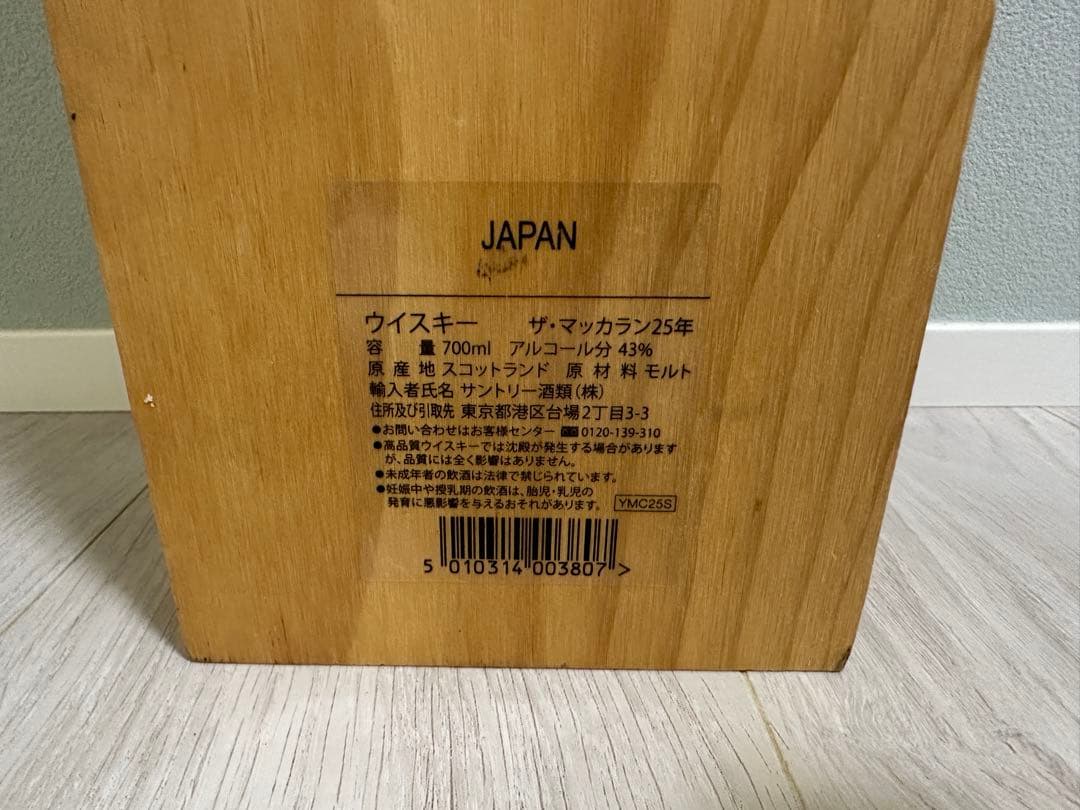 JAPAN
ウイスキー ザ・マッカラン25年
容 量 700ml アルコール分 43%
原産地 スコットランド 原材料 モルト
輸入者氏名 サントリー酒類(株)
住所及び引取先 東京都港区台場2丁目3-3
●お問い合わせはお客様センター 0120-139-310
●高品質ウイスキーでは沈殿が発生する場合があります
が、品質には全く影響はありません。
●未成年者の飲酒は法律で禁じられています。
●妊娠中や授乳期の飲酒は、胎児・乳児の
発育に悪影響を与えるおそれがあります。 YMC25S
5 010314 003807 >